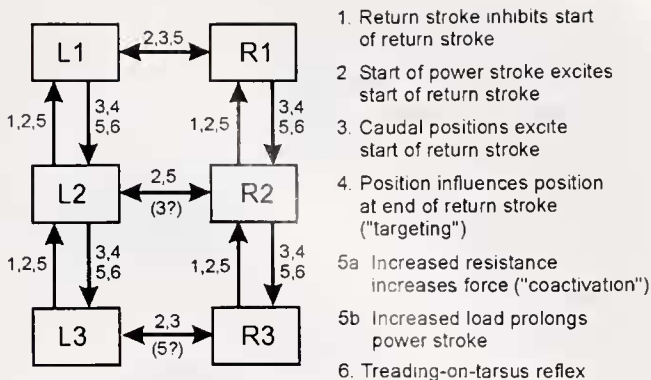 L1
2,3,5
R1
1,2,5
3,4
5,6
1,2,5
3,4
5,6
L2
2,5
(3?)
R2
1,2,5
3,4
5,6
1,2,5
3,4
5,6
L3
2,3
(5?)
R3
1. Return stroke inhibits start
of return stroke
2 Start of power stroke excites
start of return stroke
3. Caudal positions excite
start of return stroke
4. Position influences position
at end of return stroke
("targeting")
5a Increased resistance
increases force ("coactivation")
5b Increased load prolongs
power stroke
6. Treading-on-tarsus reflex